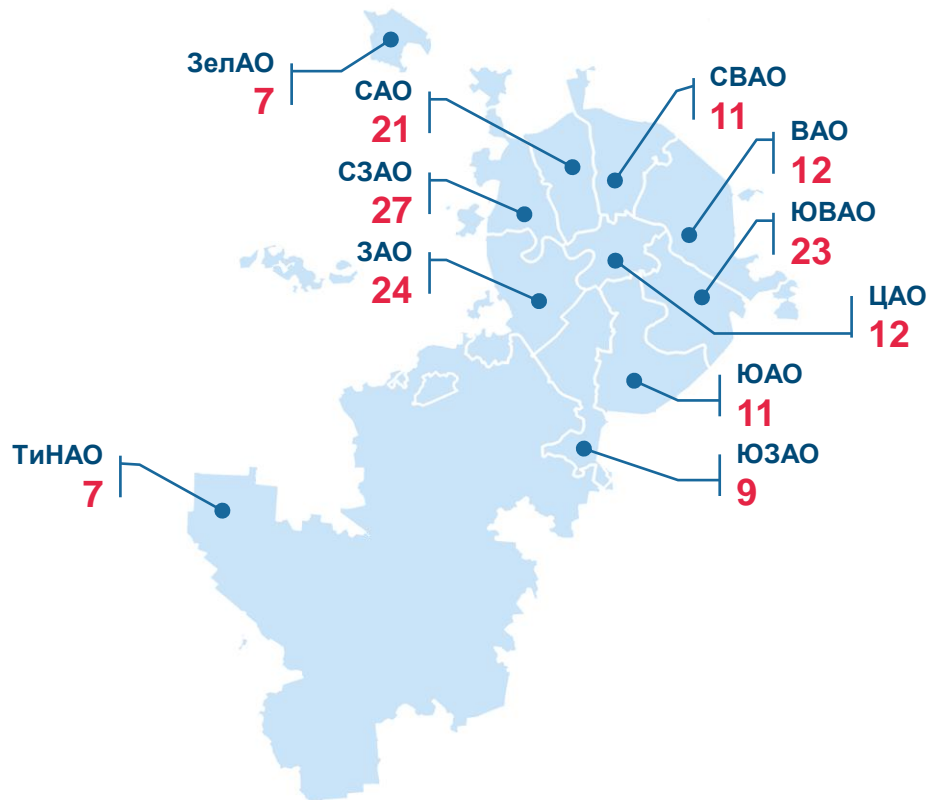 ЗелАО
7
САО
21
СЗАО
27
ЗАО
24
СВАО
11
ВАО
12
ЮВАО
23
ЦАО
12
ЮАО
11
ЮЗАО
9
ТиНАО
7